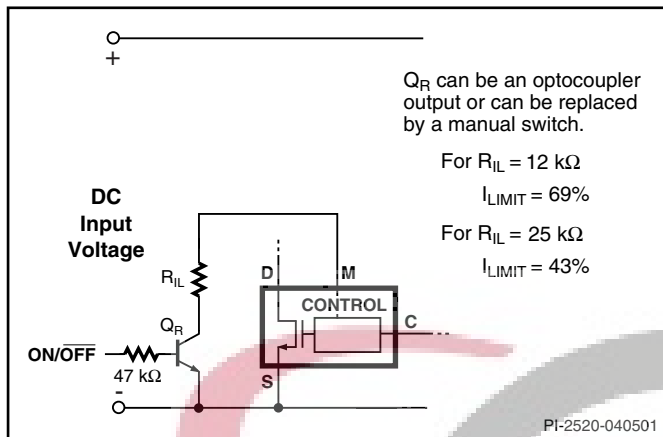 +
Q_R can be an optocoupler
output or can be replaced
by a manual switch.
For R_IL = 12 kΩ
I_LIMIT = 69%
For R_IL = 25 kΩ
I_LIMIT = 43%
DC
Input
Voltage
R_IL
D
M
CONTROL
C
Q_R
ON/O̅F̅F̅
47 kΩ
S
-
PI-2520-040501